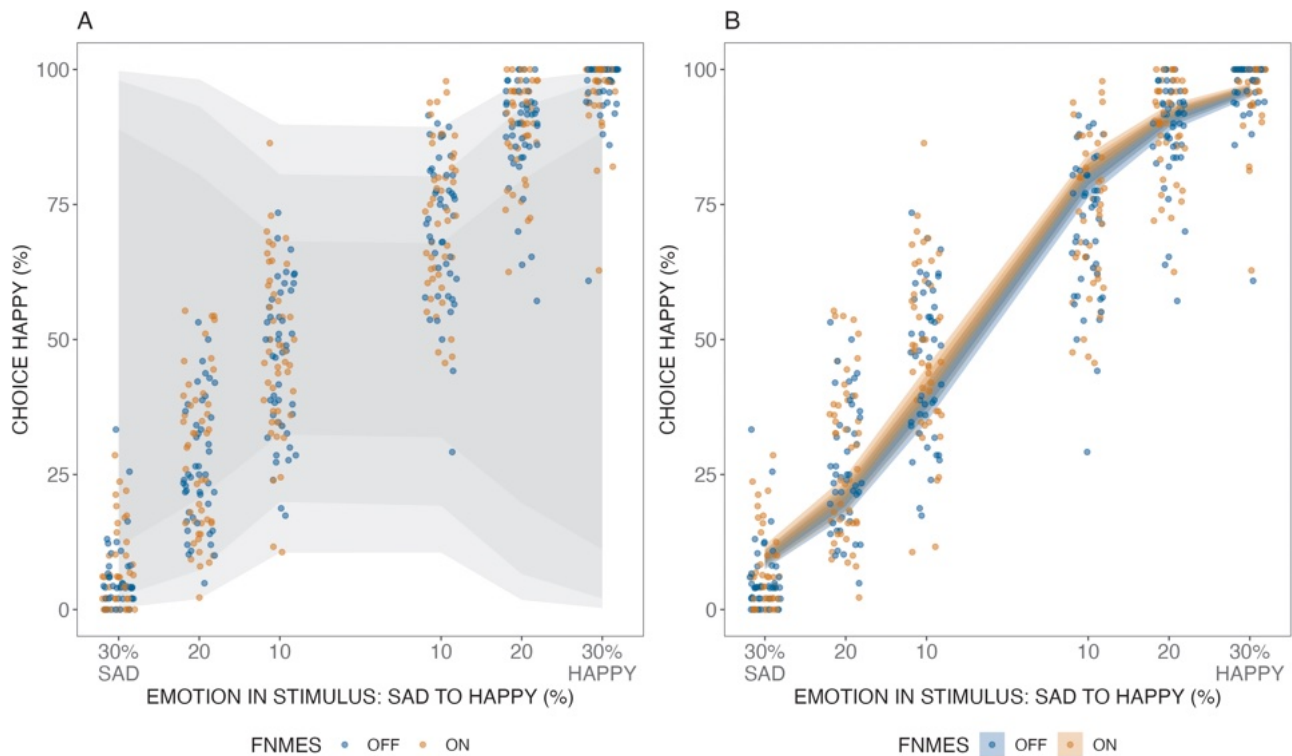 A
CHOICE HAPPY (%)
100
75
50
25
0
30% 20 10 10 20 30%
SAD HAPPY
EMOTION IN STIMULUS: SAD TO HAPPY (%)
FNMES OFF ON
B
CHOICE HAPPY (%)
100
75
50
25
0
30% 20 10 10 20 30%
SAD HAPPY
EMOTION IN STIMULUS: SAD TO HAPPY (%)
FNMES OFF ON